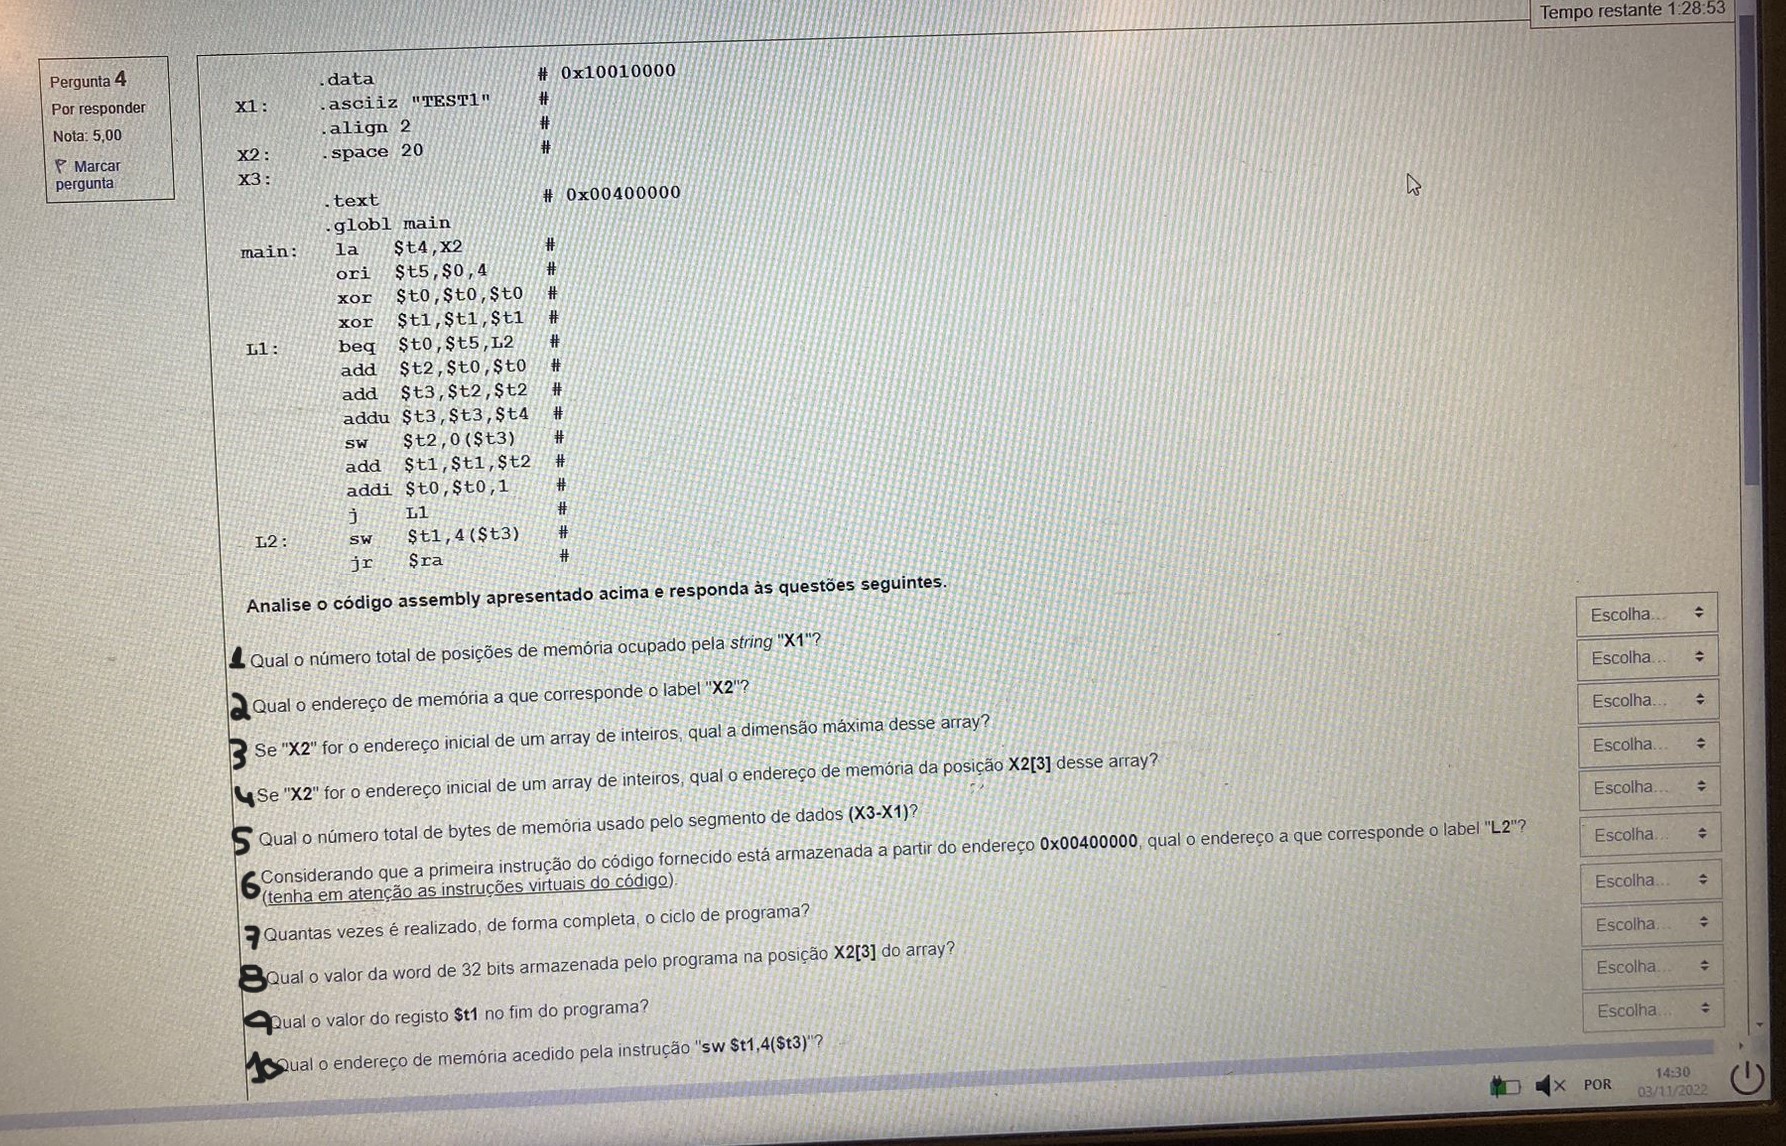 Tempo restante 1:28:53
Pergunta 4
Por responder
Nota: 5,00
Marcar
pergunta
.data # 0x10010000
X1: .asciiz "TEST1" #
.align 2 #
X2: .space 20 #
X3:
.text # 0x00400000
.globl main
main: la $t4,X2 #
ori $t5,$0,4 #
xor $t0,$t0,$t0 #
xor $t1,$t1,$t1 #
L1: beq $t0,$t5,L2 #
add $t2,$t0,$t0 #
add $t3,$t2,$t2 #
addu $t3,$t3,$t4 #
sw $t2,0($t3) #
add $t1,$t1,$t2 #
addi $t0,$t0,1 #
j L1 #
L2: sw $t1,4($t3) #
jr $ra #
Analise o código assembly apresentado acima e responda às questões seguintes.
1 Qual o número total de posições de memória ocupado pela string "X1"? Escolha...
2 Qual o endereço de memória a que corresponde o label "X2"? Escolha...
3 Se "X2" for o endereço inicial de um array de inteiros, qual a dimensão máxima desse array? Escolha...
4 Se "X2" for o endereço inicial de um array de inteiros, qual o endereço de memória da posição X2[3] desse array? Escolha...
5 Qual o número total de bytes de memória usado pelo segmento de dados (X3-X1)? Escolha...
6 Considerando que a primeira instrução do código fornecido está armazenada a partir do endereço 0x00400000, qual o endereço a que corresponde o label "L2"? Escolha...
(tenha em atenção as instruções virtuais do código).
7 Quantas vezes é realizado, de forma completa, o ciclo de programa? Escolha...
8 Qual o valor da word de 32 bits armazenada pelo programa na posição X2[3] do array? Escolha...
9 Qual o valor do registo $t1 no fim do programa? Escolha...
10 Qual o endereço de memória acedido pela instrução "sw $t1,4($t3)"? Escolha...
POR
14:30
03/11/2022